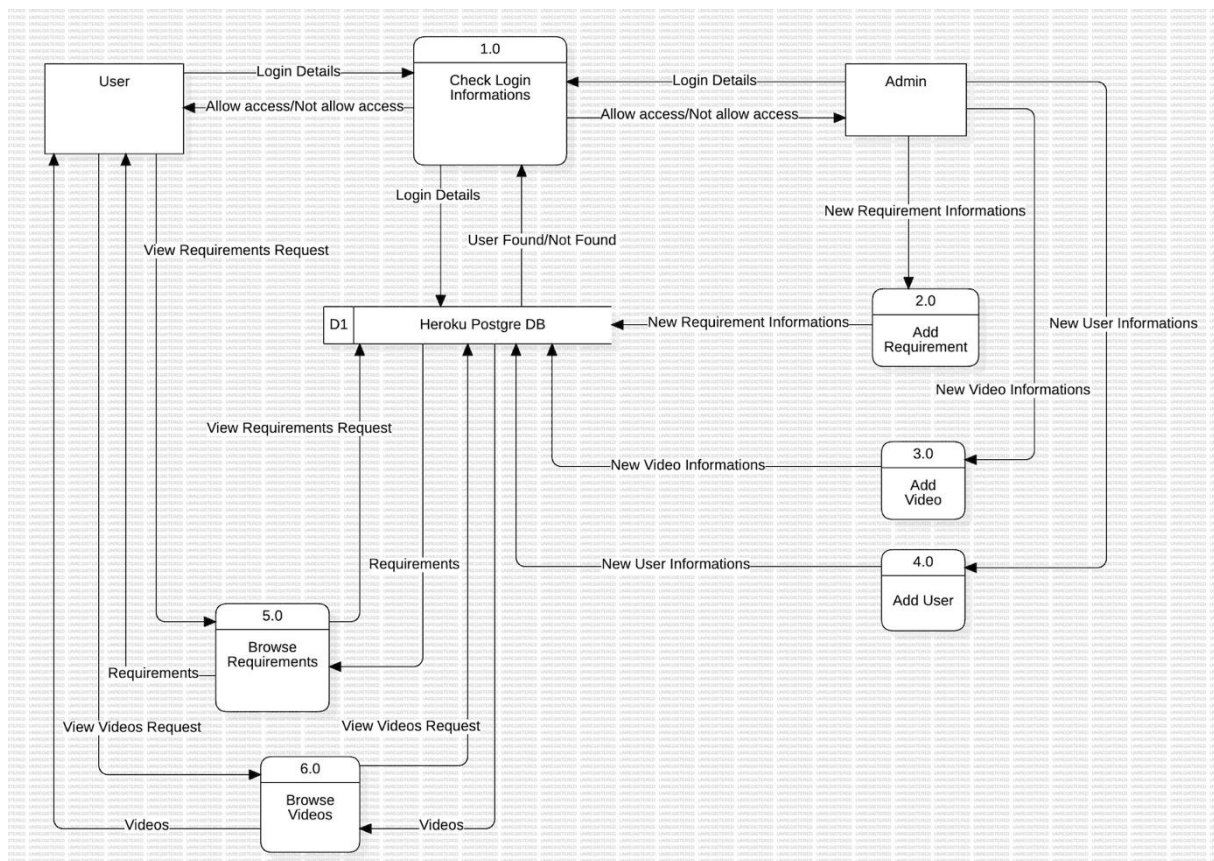 1.0
User
Login Details
Check Login
Informations
Login Details
Admin
Allow access/Not allow access
Allow access/Not allow access
Login Details
New Requirement Informations
User Found/Not Found
View Requirements Request
2.0
D1
Heroku Postgre DB
New Requirement Informations
Add
Requirement
New User Informations
New Video Informations
View Requirements Request
3.0
New Video Informations
Add
Video
4.0
Requirements
New User Informations
Add User
5.0
Browse
Requirements
Requirements
View Videos Request
View Videos Request
6.0
Browse
Videos
Videos
Videos
UNREGISTERED